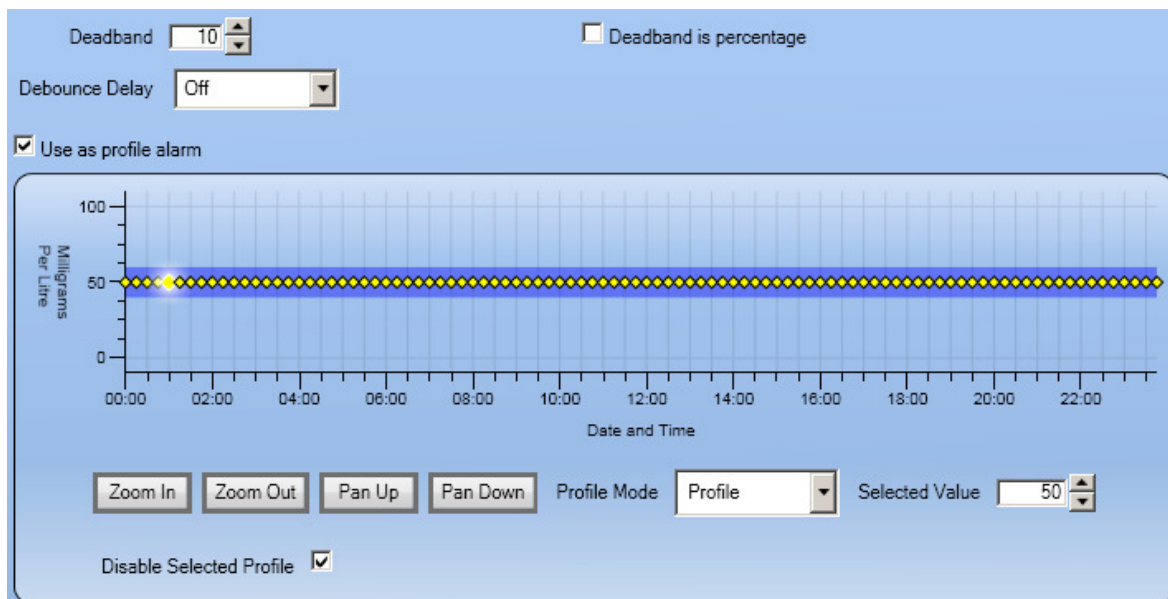 Deadband 10 Deadband is percentage
Debounce Delay Off
Use as profile alarm
100
50
0
Milligrams
Per Litre
00:00 02:00 04:00 06:00 08:00 10:00 12:00 14:00 16:00 18:00 20:00 22:00
Date and Time
Zoom In Zoom Out Pan Up Pan Down Profile Mode Profile Selected Value 50
Disable Selected Profile